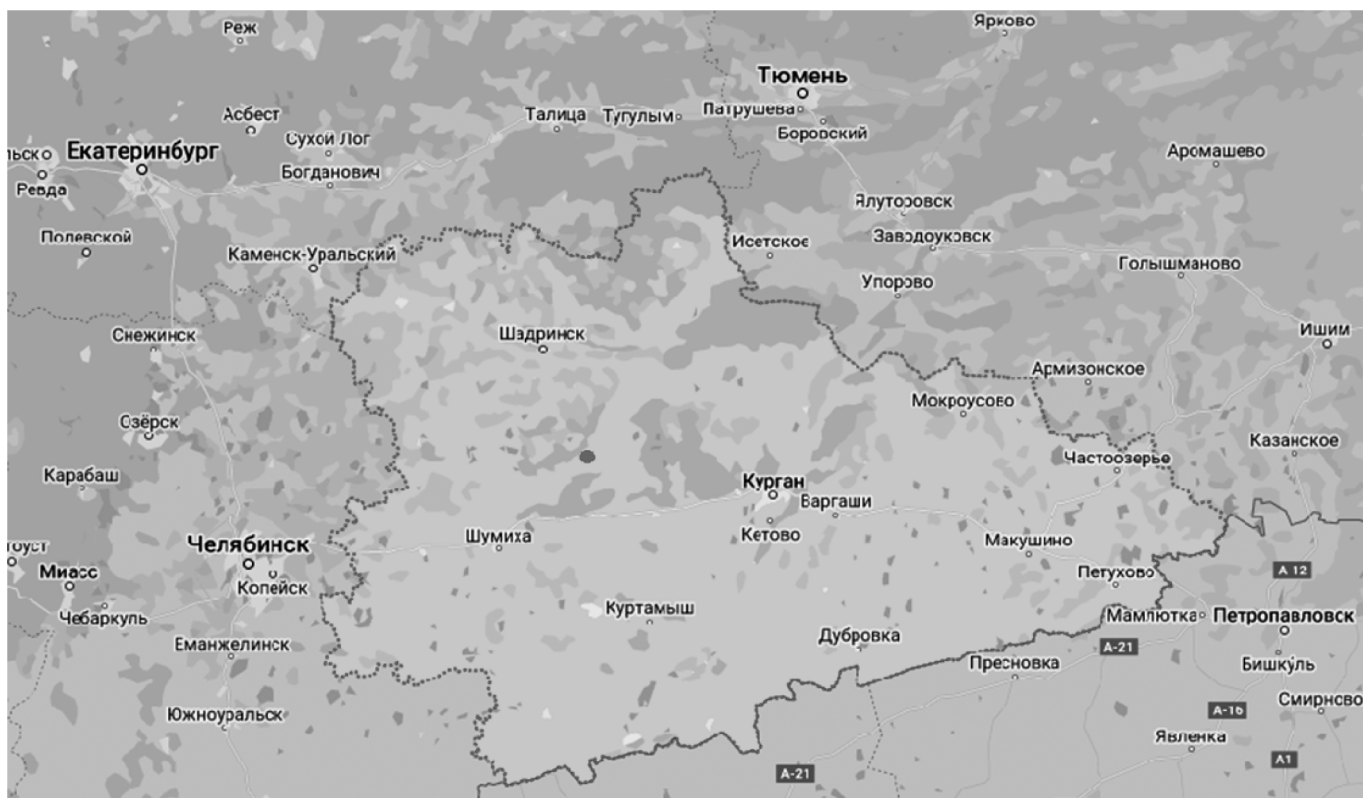 Реж
Ярково
Тюмень
Асбест
Талица
Тугулым
Патрушева
Боровский
Сухой Лог
Екатеринбург
Богданович
Аромашево
Ревда
Ялуторовск
Полевской
Каменск-Уральский
Исетское
Заводоуковск
Голышманово
Упорово
Снежинск
Шадринск
Ишим
Армизонское
Мокроусово
Озёрск
Казанское
Карабаш
Частоозерье
Курган
Варгаши
Шумиха
Кетово
Макушино
Челябинск
Миасс
Копейск
Петухово
А 12
Чебаркуль
Куртамыш
Мамлютка
Петропавловск
Еманжелинск
Дубровка
А-21
Пресновка
Бишкуль
Южноуральск
А-16
Смирново
Явленка
А-21
А1